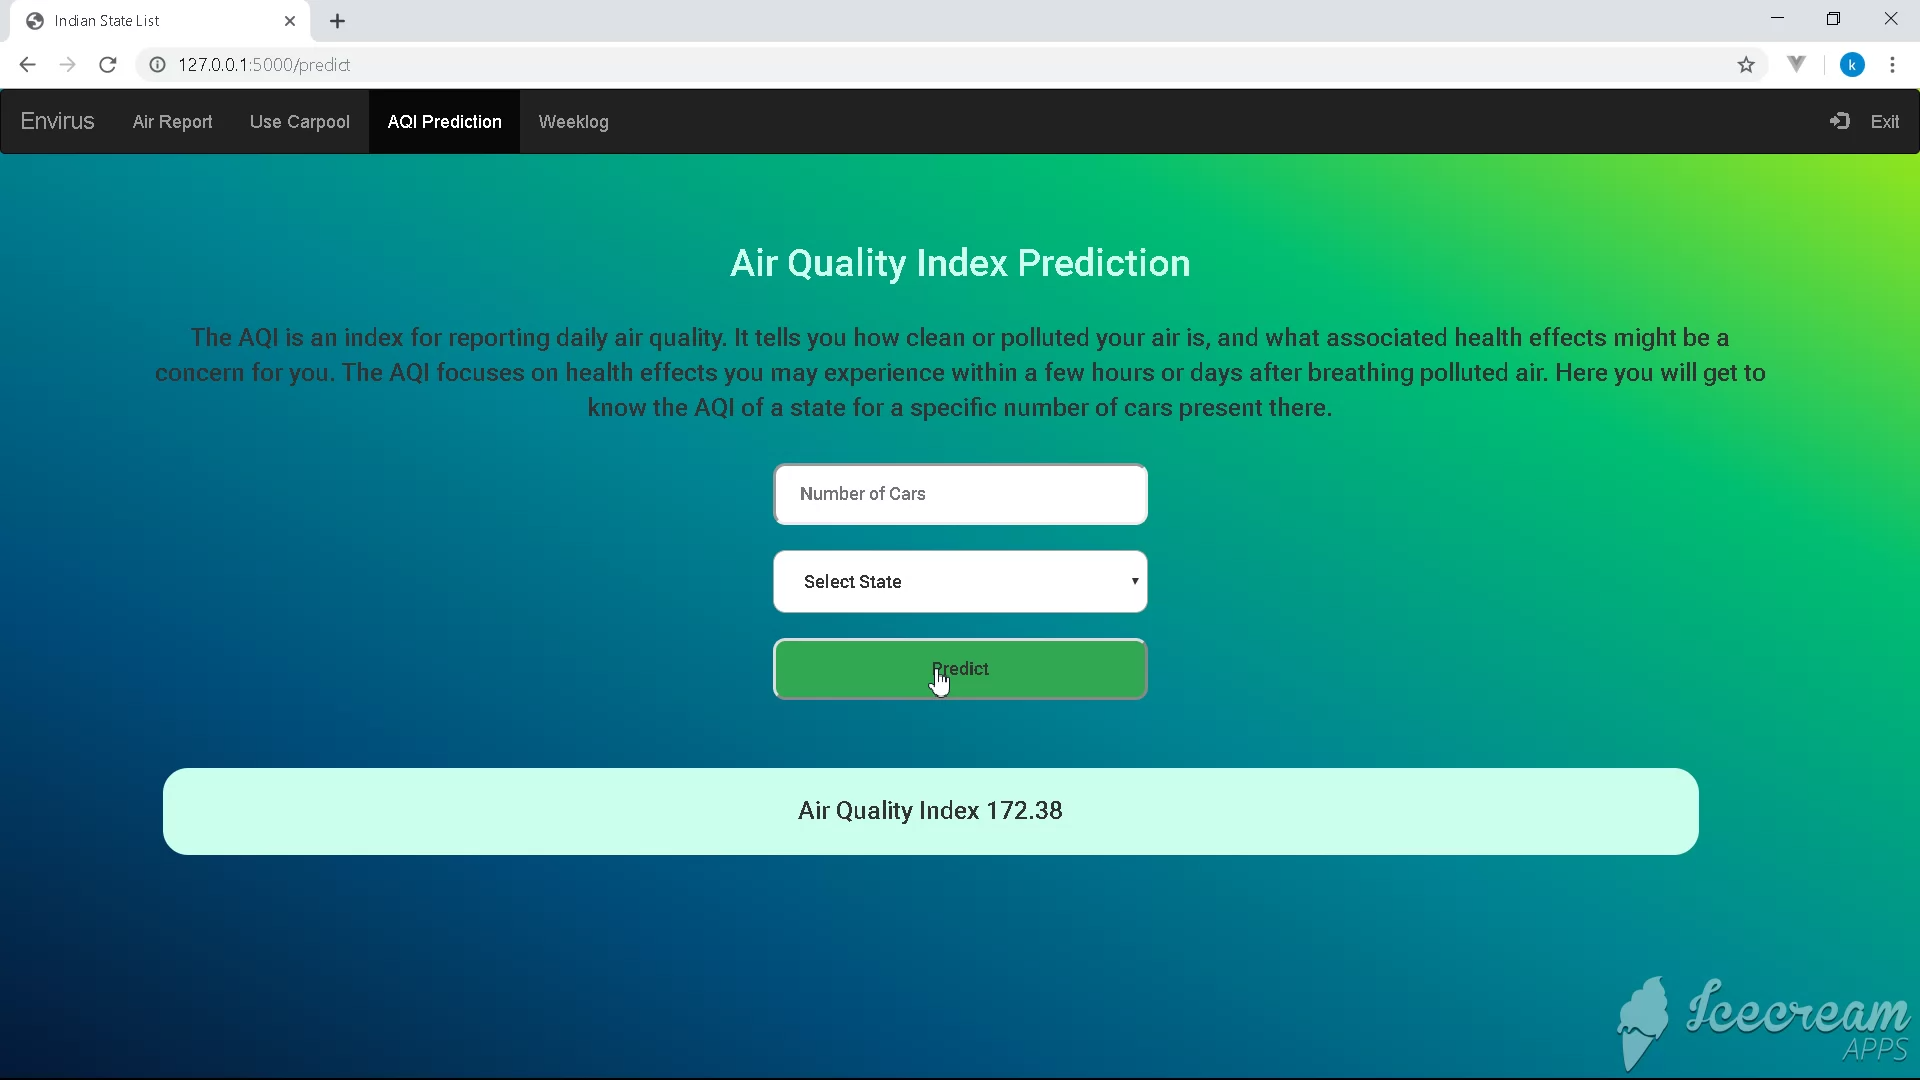 Indian State List
127.0.0.1:5000/predict
k
Envirus Air Report Use Carpool AQI Prediction Weeklog Exit
Air Quality Index Prediction
The AQI is an index for reporting daily air quality. It tells you how clean or polluted your air is, and what associated health effects might be a
concern for you. The AQI focuses on health effects you may experience within a few hours or days after breathing polluted air. Here you will get to
know the AQI of a state for a specific number of cars present there.
Number of Cars
Select State
Predict
Air Quality Index 172.38
Icecream
APPS